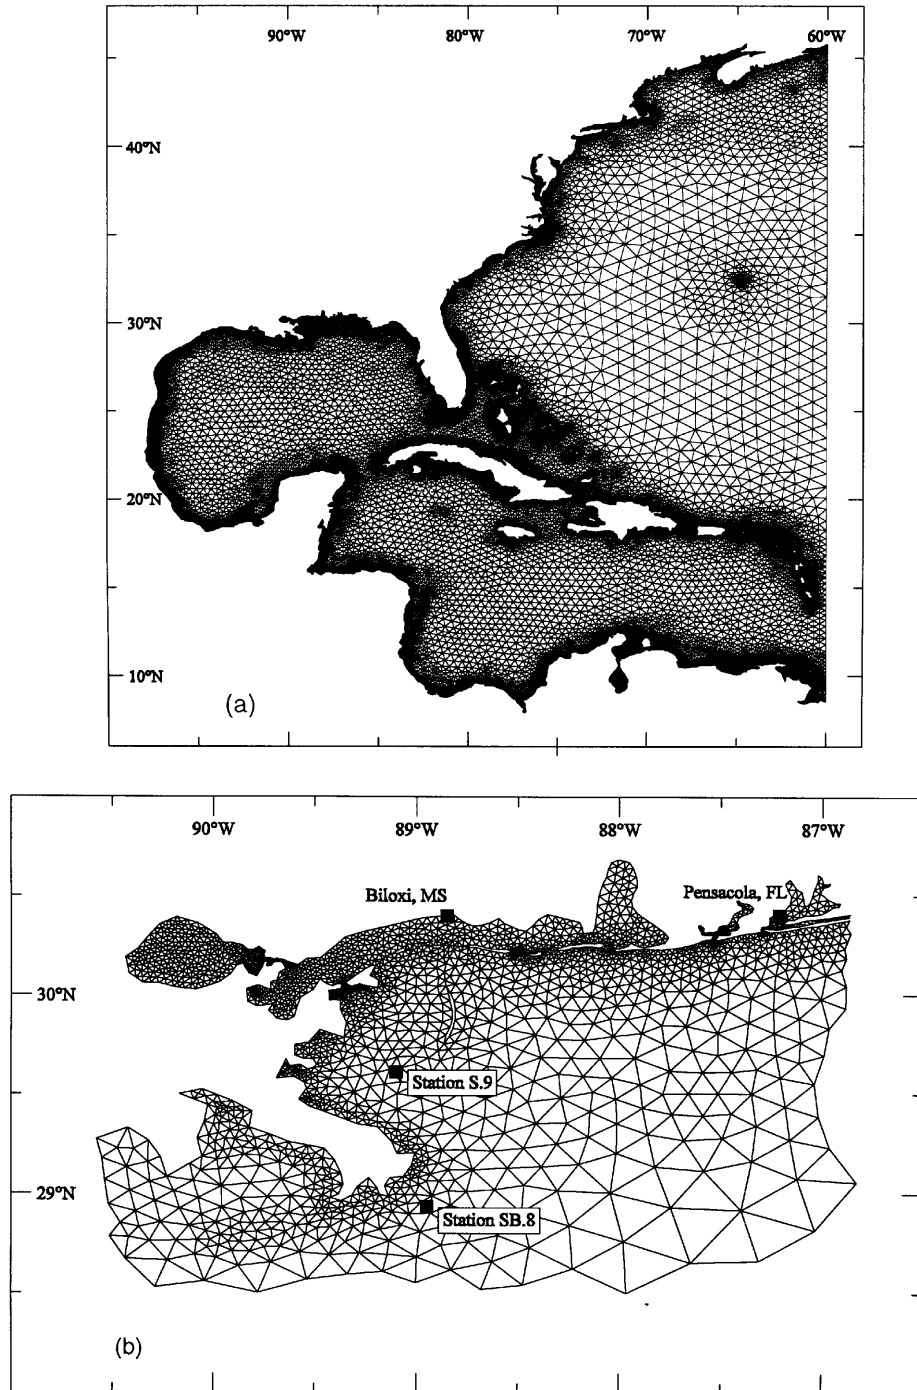 90°W 80°W 70°W 60°W
40°N
30°N
20°N
10°N
(a)
90°W 89°W 88°W 87°W
Biloxi, MS Pensacola, FL
30°N
Station S.9
29°N
Station SB.8
(b)